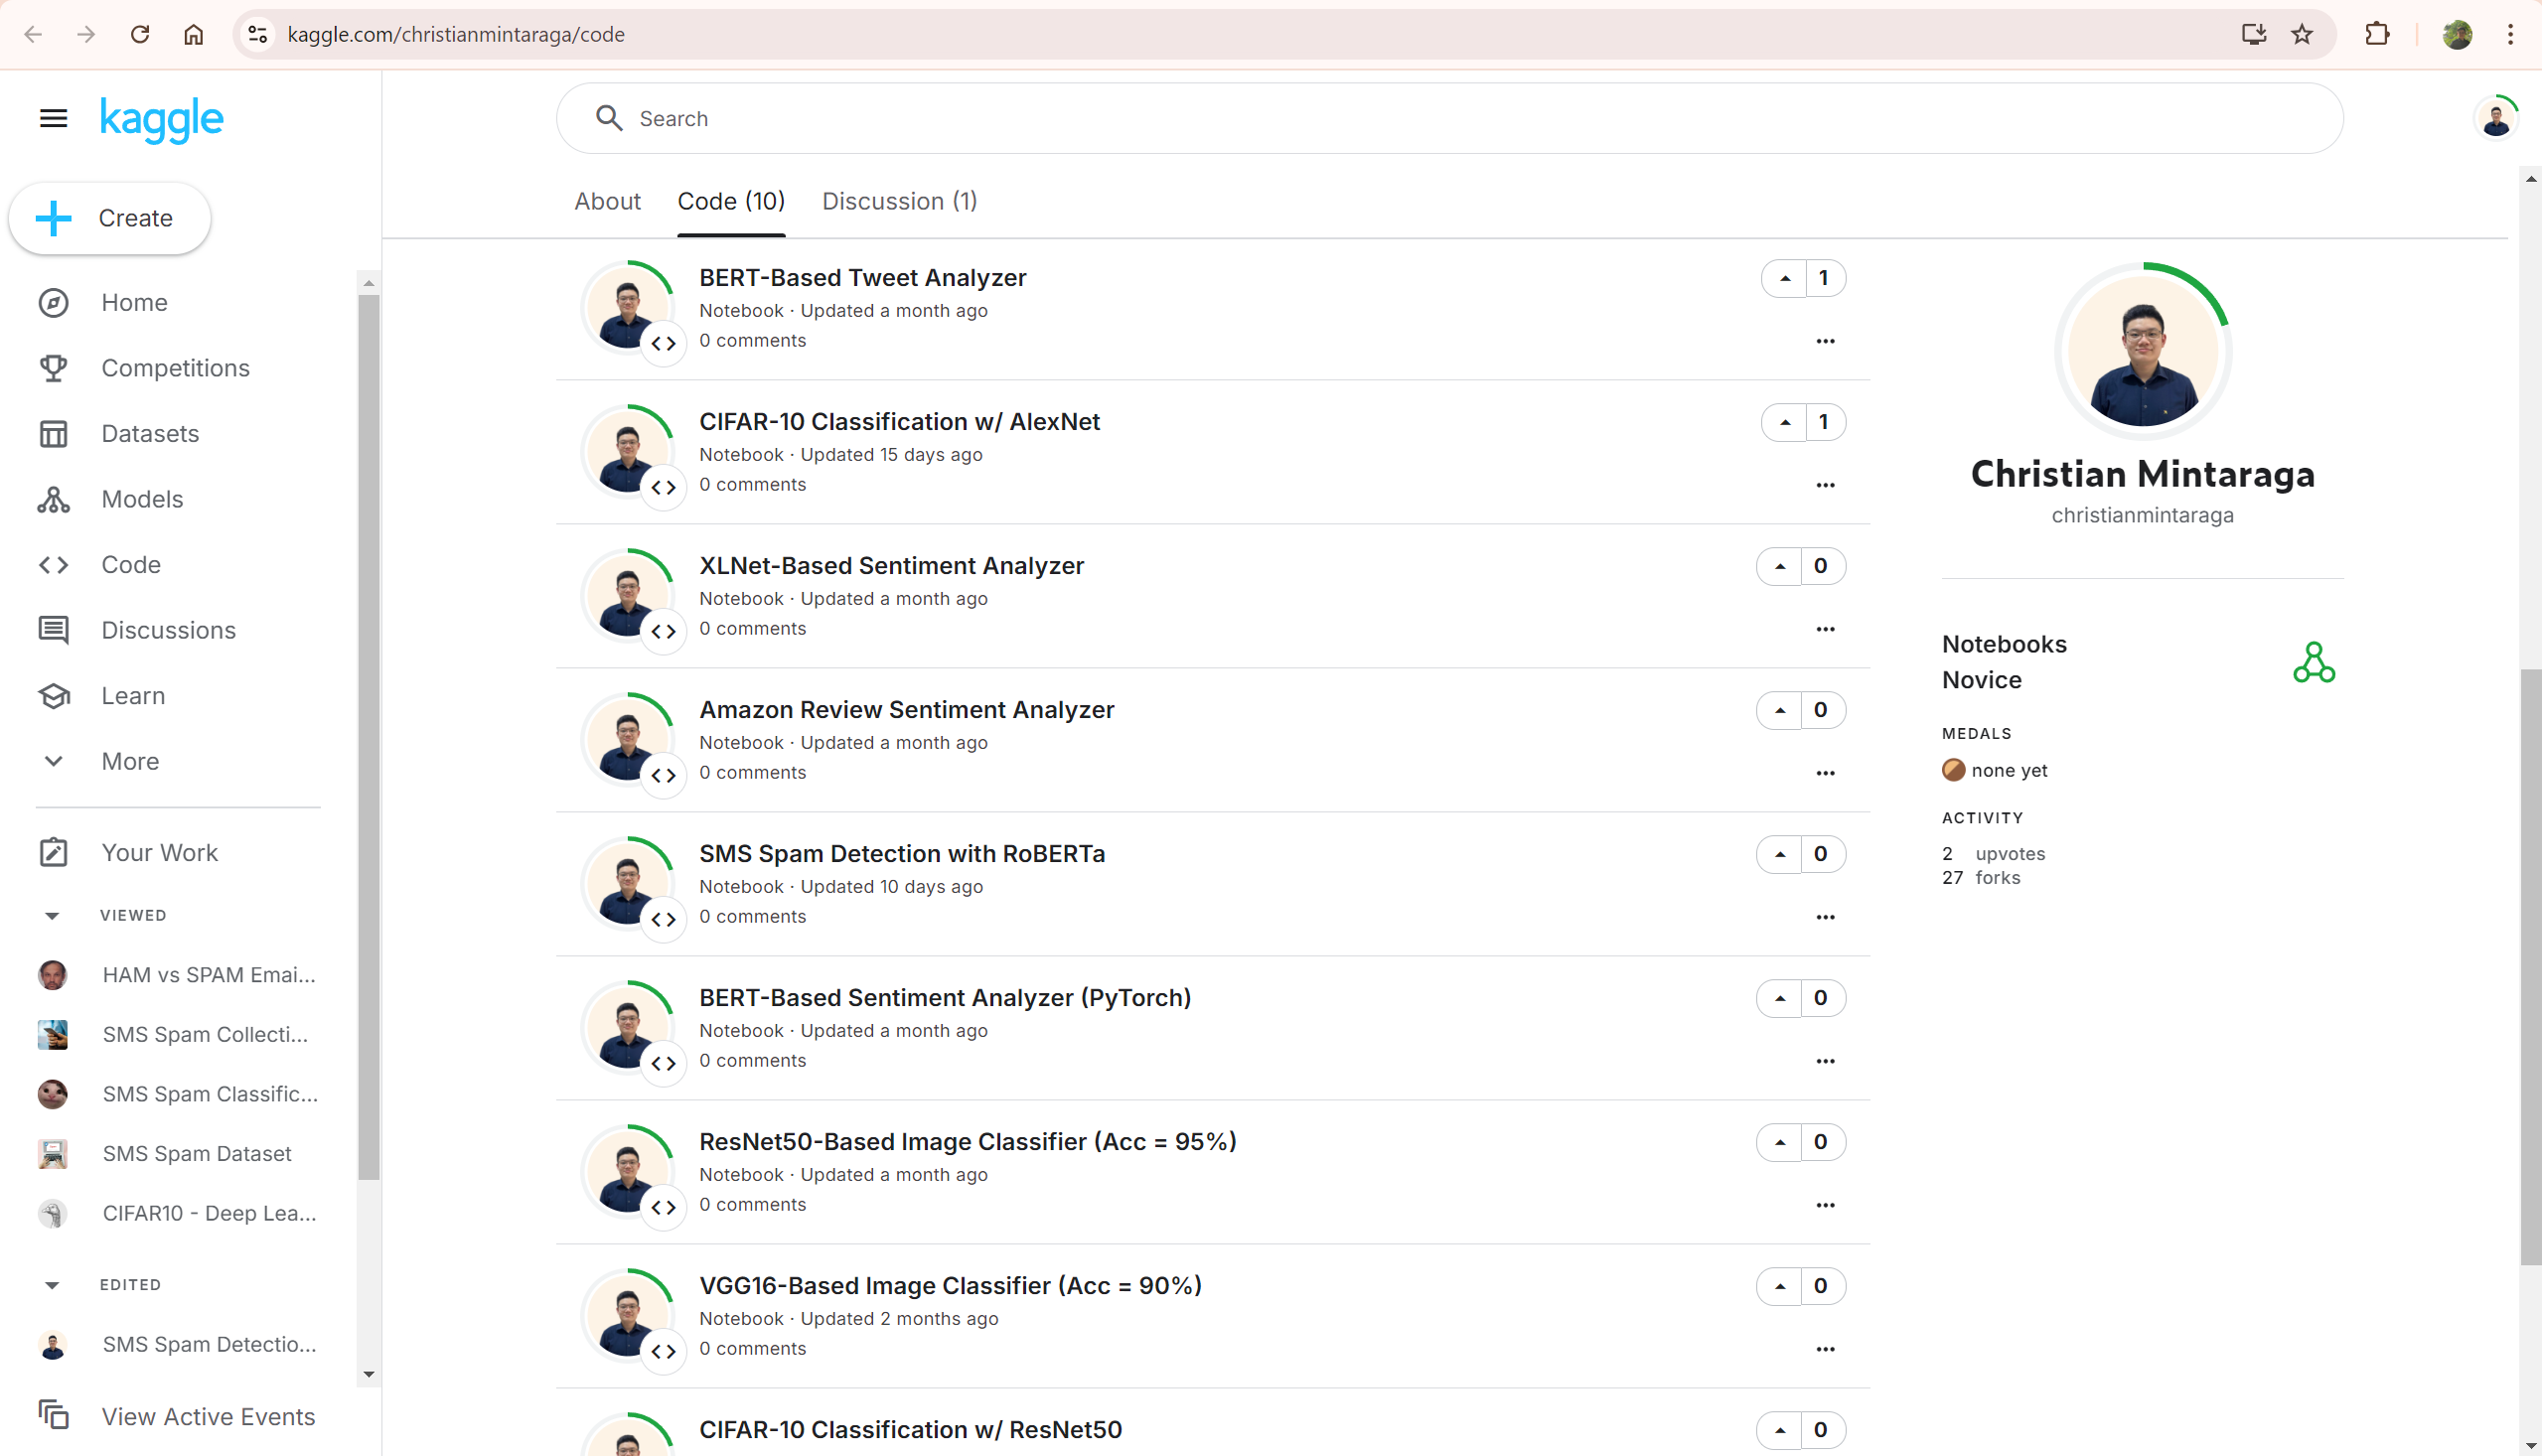 kaggle.com/christianmintaraga/code
kaggle
Search
Create
Home
Competitions
Datasets
Models
Code
Discussions
Learn
More
Your Work
VIEWED
HAM vs SPAM Emai...
SMS Spam Collecti...
SMS Spam Classific...
SMS Spam Dataset
CIFAR10 - Deep Lea...
EDITED
SMS Spam Detectio...
View Active Events
About Code (10) Discussion (1)
BERT-Based Tweet Analyzer 1
Notebook · Updated a month ago
0 comments
CIFAR-10 Classification w/ AlexNet 1
Notebook · Updated 15 days ago
0 comments
XLNet-Based Sentiment Analyzer 0
Notebook · Updated a month ago
0 comments
Amazon Review Sentiment Analyzer 0
Notebook · Updated a month ago
0 comments
SMS Spam Detection with RoBERTa 0
Notebook · Updated 10 days ago
0 comments
BERT-Based Sentiment Analyzer (PyTorch) 0
Notebook · Updated a month ago
0 comments
ResNet50-Based Image Classifier (Acc = 95%) 0
Notebook · Updated a month ago
0 comments
VGG16-Based Image Classifier (Acc = 90%) 0
Notebook · Updated 2 months ago
0 comments
CIFAR-10 Classification w/ ResNet50 0
Christian Mintaraga
christianmintaraga
Notebooks
Novice
MEDALS
none yet
ACTIVITY
2 upvotes
27 forks